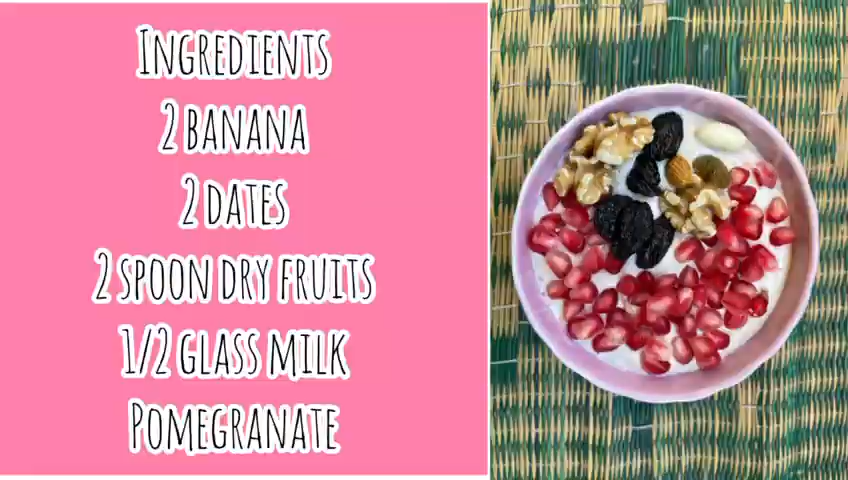 Ingredients
2 banana
2 dates
2 spoon dry fruits
1/2 glass milk
Pomegranate